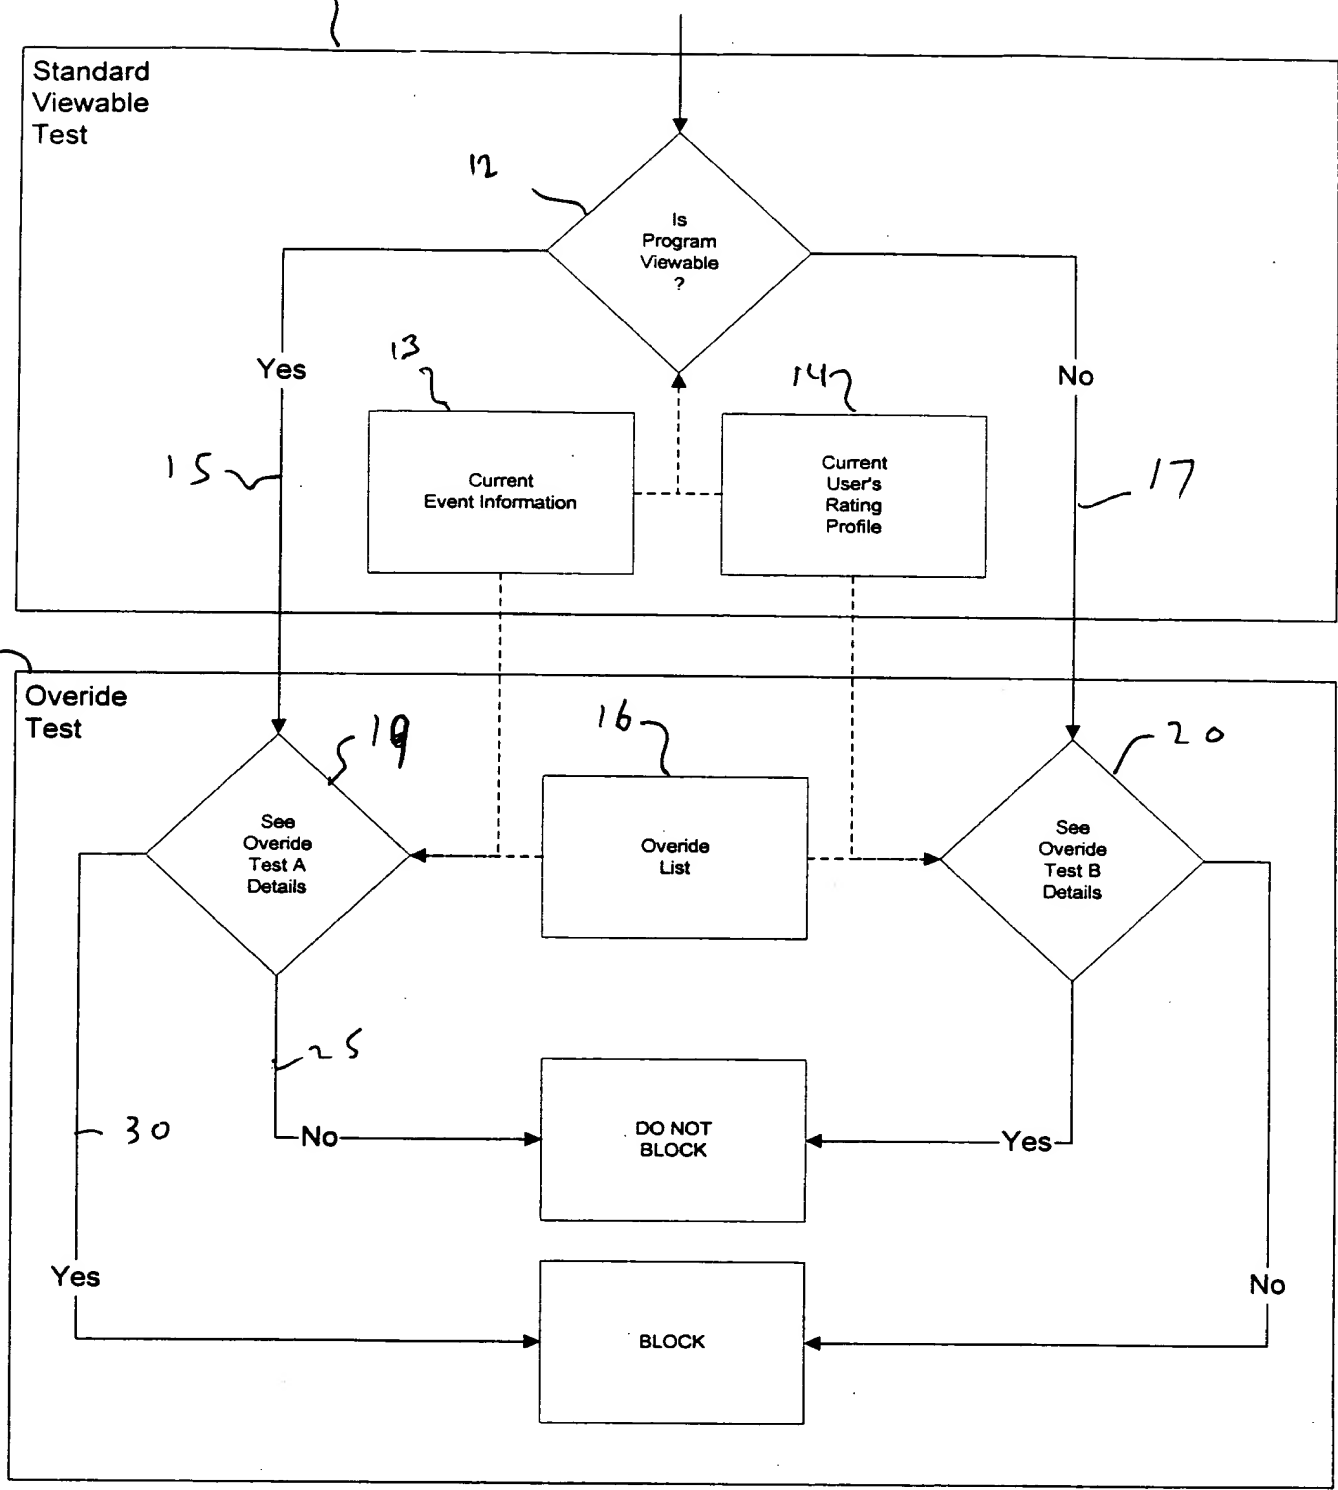 Standard
Viewable
Test
12
Is
Program
Viewable
?
Yes
13
14
No
15
Current
Event Information
Current
User's
Rating
Profile
17
Overide
Test
19
16
20
See
Overide
Test A
Details
Overide
List
See
Overide
Test B
Details
25
30
No
DO NOT
BLOCK
Yes
Yes
BLOCK
No